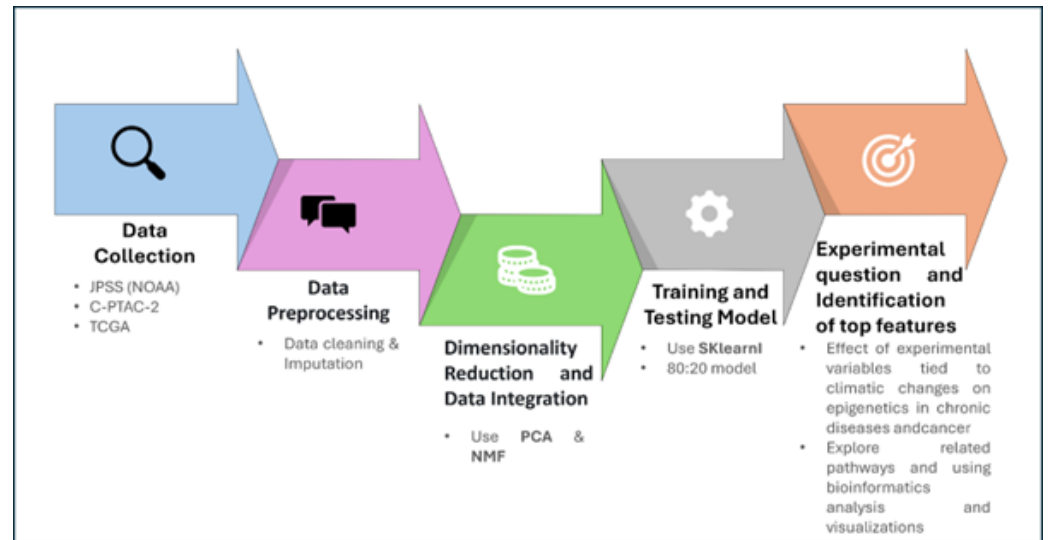 Data
Collection
• JPSS (NOAA)
• C-PTAC-2
• TCGA
Data
Preprocessing
• Data cleaning &
Imputation
Dimensionality
Reduction and
Data Integration
• Use PCA &
NMF
Training and
Testing Model
• Use SKlearnI
• 80:20 model
Experimental
question and
Identification
of top features
• Effect of experimental
variables tied to
climatic changes on
epigenetics in chronic
diseases andcancer
• Explore related
pathways and using
bioinformatics
analysis and
visualizations